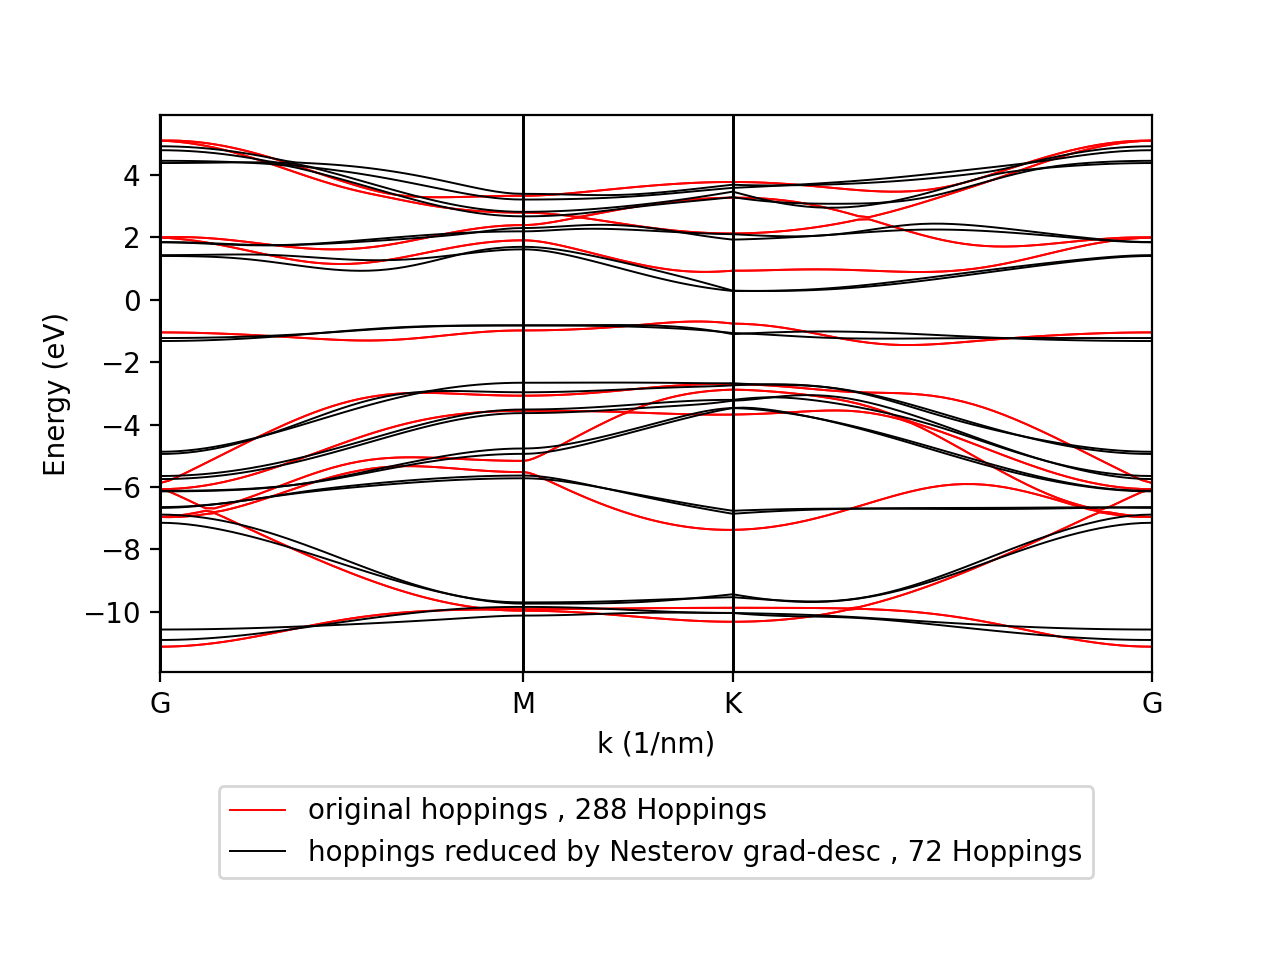 4
2
0
−2
−4
−6
−8
−10
Energy (eV)
G M K G
k (1/nm)
original hoppings , 288 Hoppings
hoppings reduced by Nesterov grad-desc , 72 Hoppings